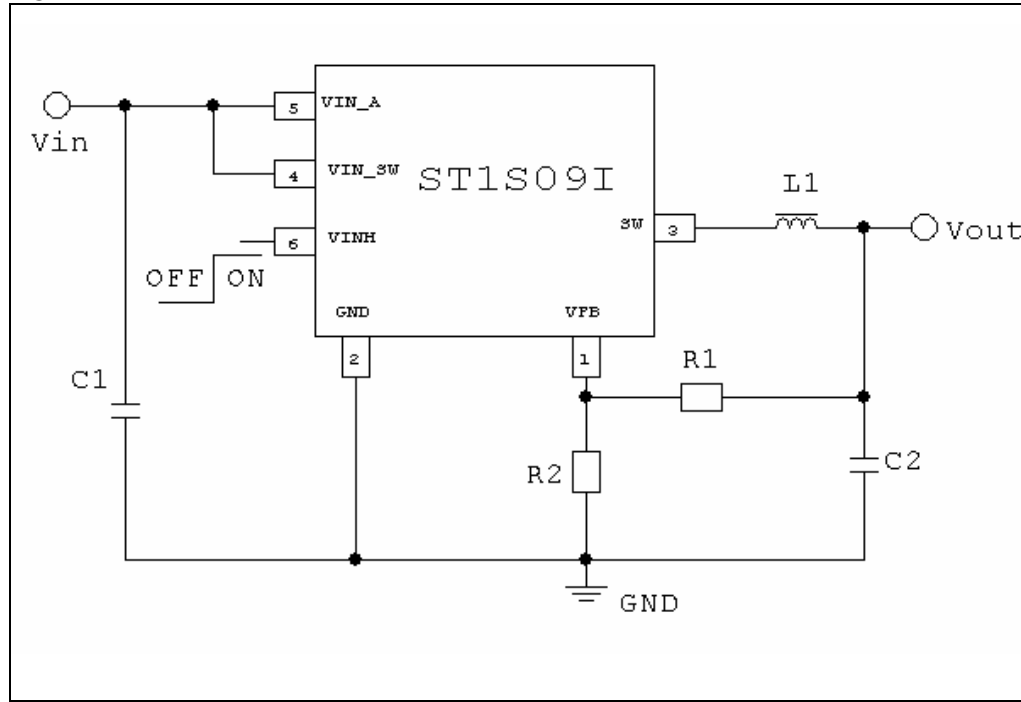 Vin
5 VIN_A
4 VIN_SW
ST1S09I
6 VINH
OFF ON
SW 3
L1
Vout
GND
2
VFB
1
R1
C1
R2
C2
GND